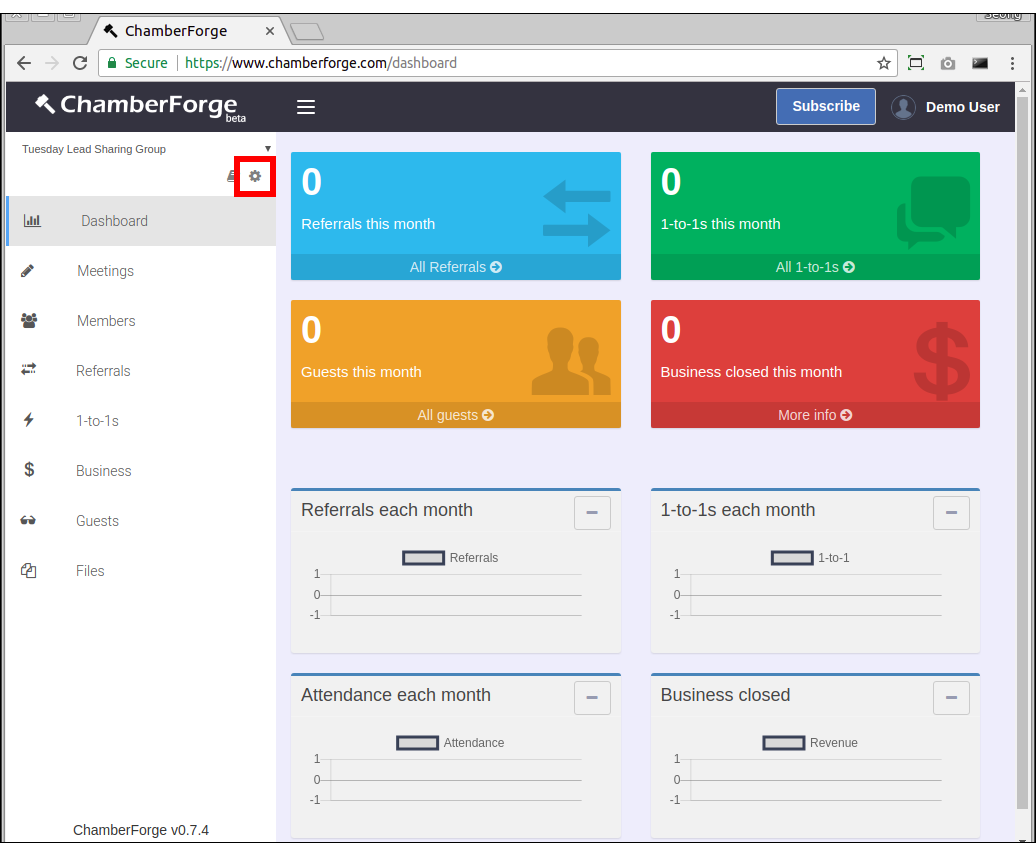 Seong
ChamberForge
Secure https://www.chamberforge.com/dashboard
ChamberForge
beta
Subscribe
Demo User
Tuesday Lead Sharing Group
Dashboard
Meetings
Members
Referrals
1-to-1s
Business
Guests
Files
ChamberForge v0.7.4
0
Referrals this month
All Referrals
0
1-to-1s this month
All 1-to-1s
0
Guests this month
All guests
0
Business closed this month
More info
Referrals each month
Referrals
1
0
-1
1-to-1s each month
1-to-1
1
0
-1
Attendance each month
Attendance
1
0
-1
Business closed
Revenue
1
0
-1